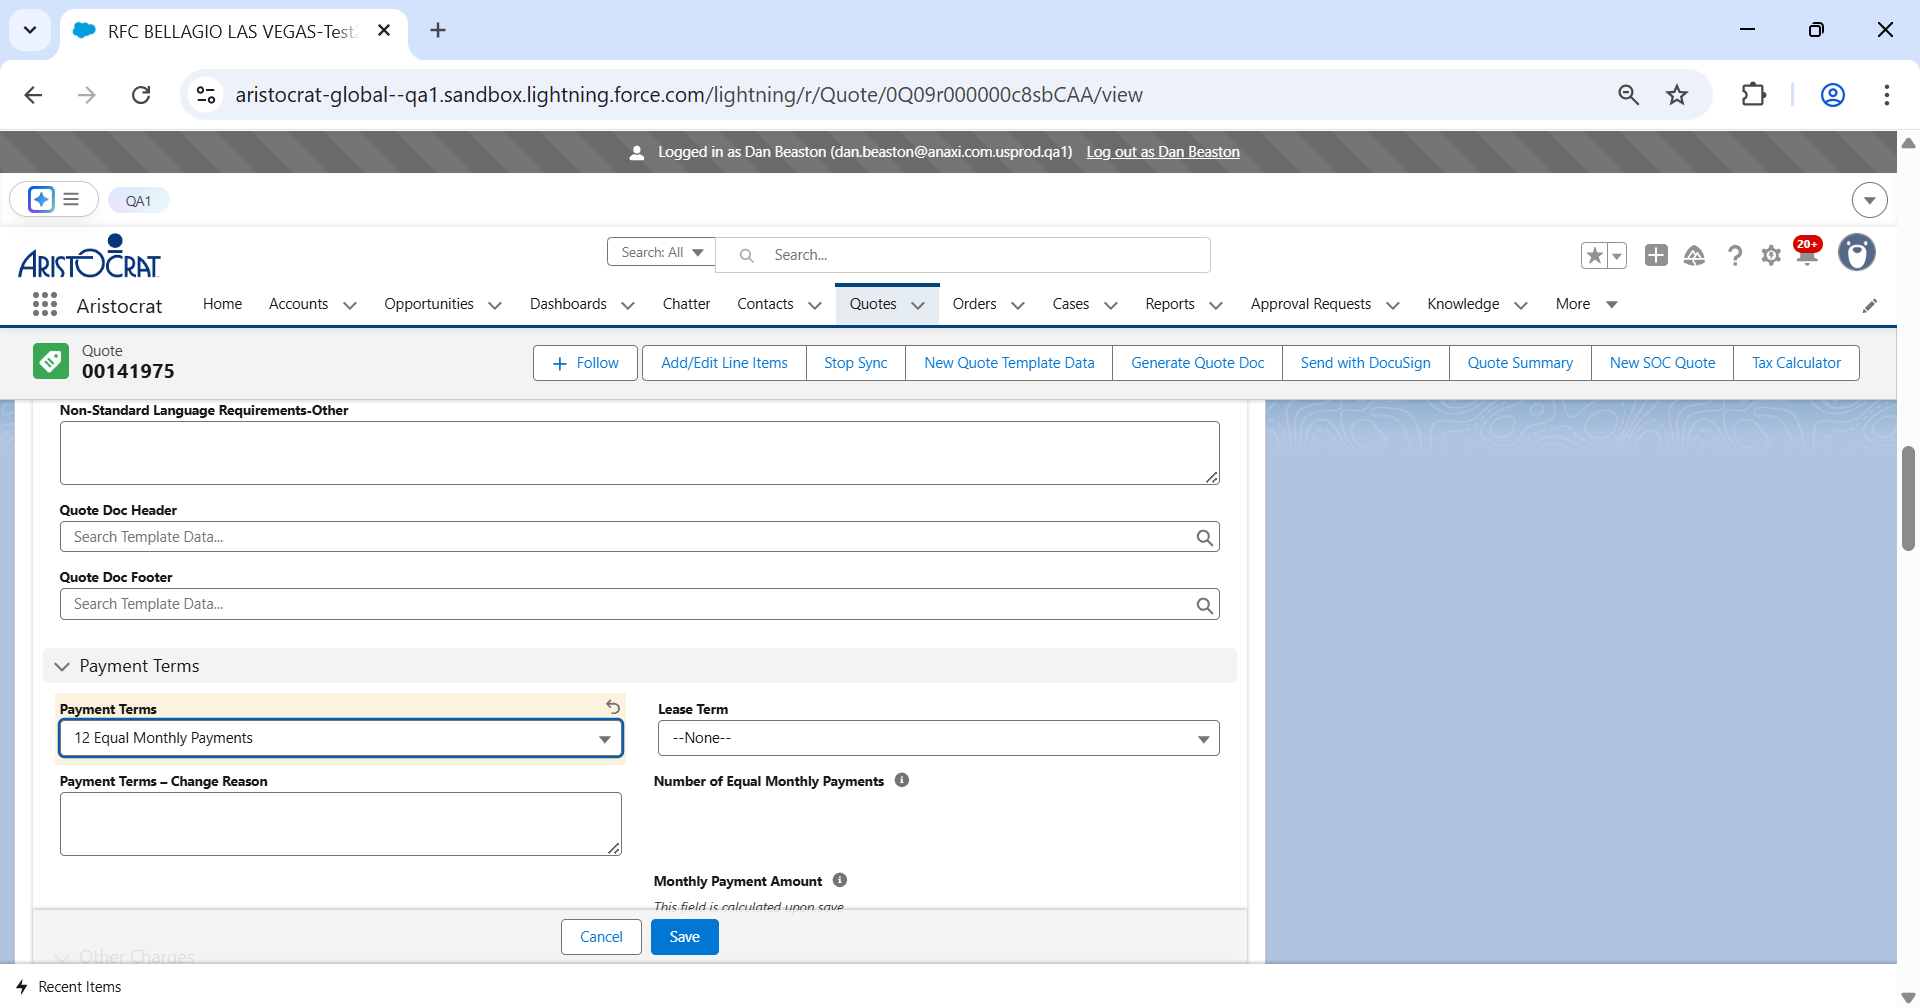 RFC BELLAGIO LAS VEGAS-Test
aristocrat-global--qa1.sandbox.lightning.force.com/lightning/r/Quote/0Q09r000000c8sbCAA/view
Logged in as Dan Beaston (dan.beaston@anaxi.com.usprod.qa1) Log out as Dan Beaston
QA1
ARISTOCRAT
Search: All
Search...
20+
Aristocrat
Home
Accounts
Opportunities
Dashboards
Chatter
Contacts
Quotes
Orders
Cases
Reports
Approval Requests
Knowledge
More
Quote
00141975
Follow
Add/Edit Line Items
Stop Sync
New Quote Template Data
Generate Quote Doc
Send with DocuSign
Quote Summary
New SOC Quote
Tax Calculator
Non-Standard Language Requirements-Other
Quote Doc Header
Search Template Data...
Quote Doc Footer
Search Template Data...
Payment Terms
Payment Terms
12 Equal Monthly Payments
Lease Term
--None--
Payment Terms – Change Reason
Number of Equal Monthly Payments
Monthly Payment Amount
This field is calculated upon save
Cancel
Save
Other Charges
Recent Items